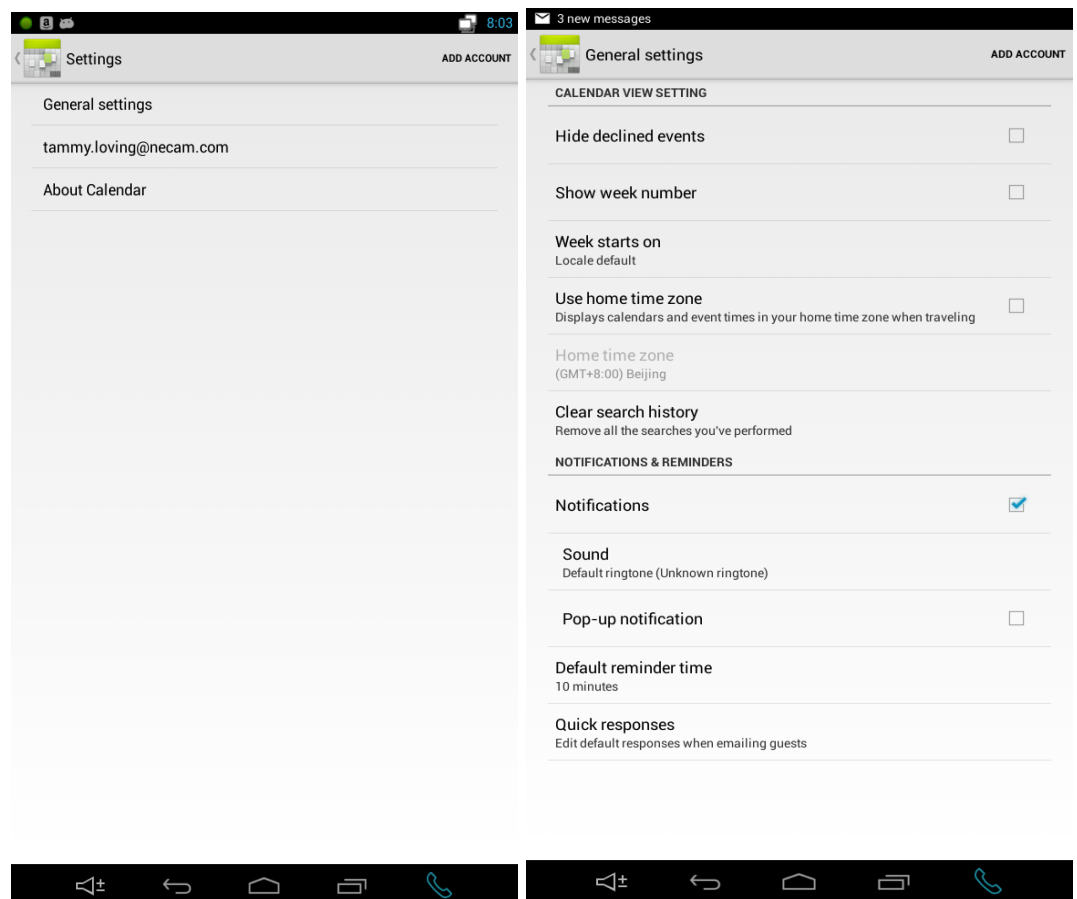 8:03
Settings
ADD ACCOUNT
General settings
tammy.loving@necam.com
About Calendar
3 new messages
General settings
ADD ACCOUNT
CALENDAR VIEW SETTING
Hide declined events
Show week number
Week starts on
Locale default
Use home time zone
Displays calendars and event times in your home time zone when traveling
Home time zone
(GMT+8:00) Beijing
Clear search history
Remove all the searches you've performed
NOTIFICATIONS & REMINDERS
Notifications
Sound
Default ringtone (Unknown ringtone)
Pop-up notification
Default reminder time
10 minutes
Quick responses
Edit default responses when emailing guests